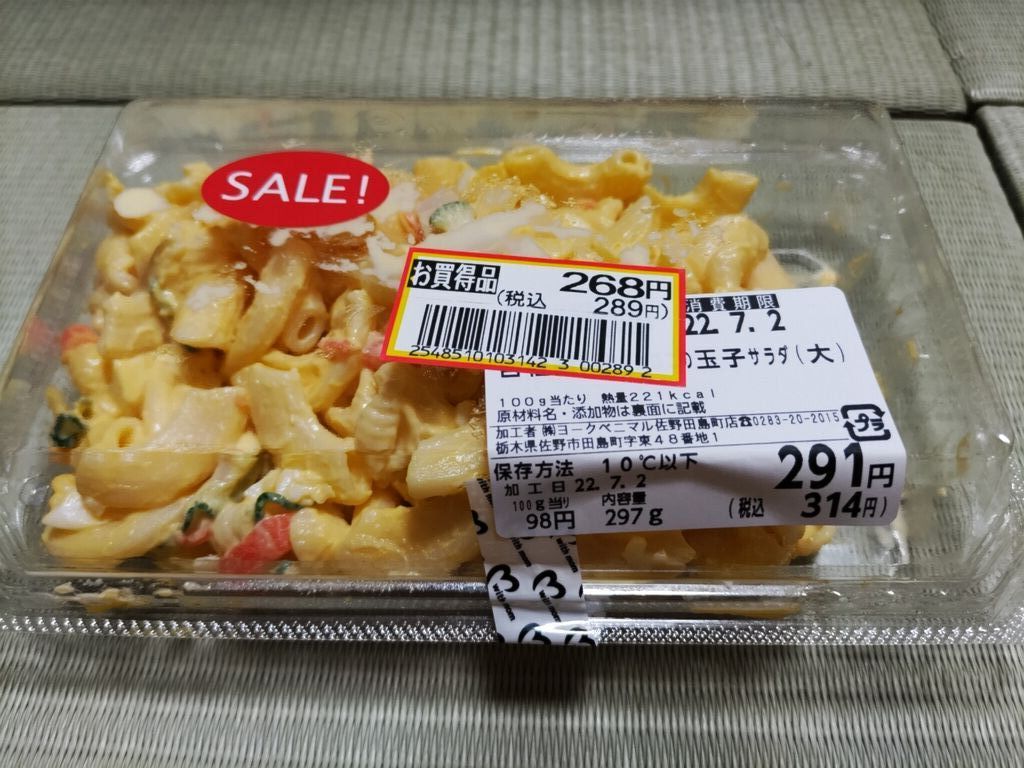 SALE!
お買得品
268円
(税込 289円)
2548510103142 3 00289 2
消費期限
22.7.2
の玉子サラダ(大)
100g当たり 熱量221kcal
原材料名・添加物は裏面に記載
加工者 ㈱ヨークベニマル佐野田島町店☎0283-20-2015
栃木県佐野市田島町字東48番地1
プラ
保存方法 10℃以下
加工日 22.7.2
100g当り 内容量
98円 297g
291円
(税込 314円)
with mom
with mom